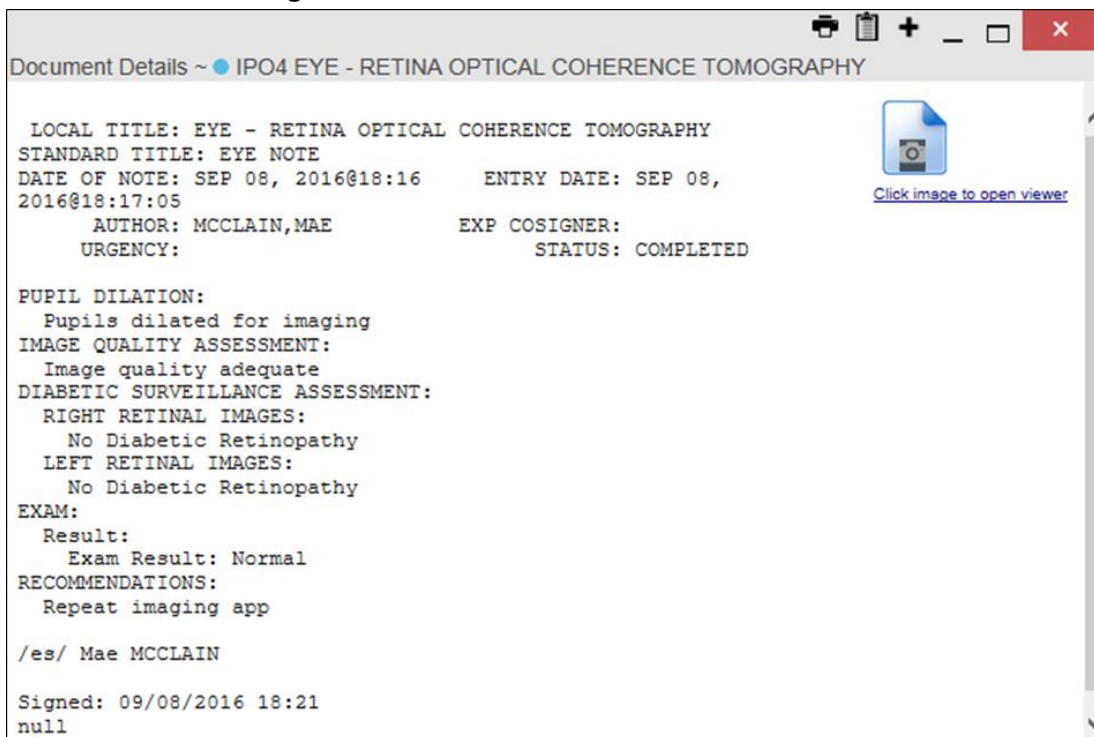 Document Details ~ IPO4 EYE - RETINA OPTICAL COHERENCE TOMOGRAPHY
Click image to open viewer
LOCAL TITLE: EYE - RETINA OPTICAL COHERENCE TOMOGRAPHY
STANDARD TITLE: EYE NOTE
DATE OF NOTE: SEP 08, 2016@18:16 ENTRY DATE: SEP 08,
2016@18:17:05
AUTHOR: MCCLAIN,MAE EXP COSIGNER:
URGENCY: STATUS: COMPLETED
PUPIL DILATION:
Pupils dilated for imaging
IMAGE QUALITY ASSESSMENT:
Image quality adequate
DIABETIC SURVEILLANCE ASSESSMENT:
RIGHT RETINAL IMAGES:
No Diabetic Retinopathy
LEFT RETINAL IMAGES:
No Diabetic Retinopathy
EXAM:
Result:
Exam Result: Normal
RECOMMENDATIONS:
Repeat imaging app
/es/ Mae MCCLAIN
Signed: 09/08/2016 18:21
null